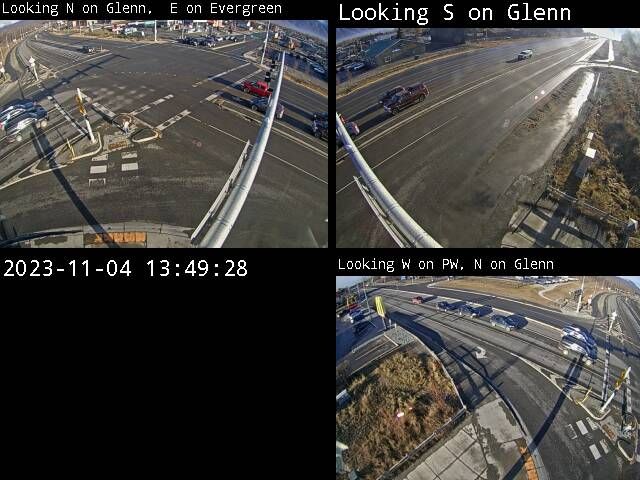 Looking N on Glenn,  E on Evergreen
Looking S on Glenn
2023-11-04 13:49:28
Looking W on PW, N on Glenn